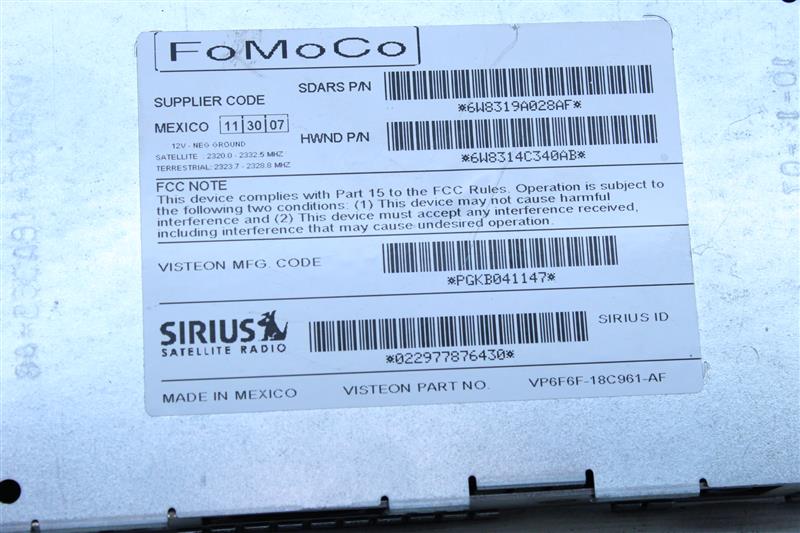 FoMoCo
SDARS P/N
*6W8319A028AF*
SUPPLIER CODE
MEXICO 11 30 07
HWND P/N
*6W8314C340AB*
12V - NEG GROUND
SATELLITE : 2320.0 - 2332.5 MHZ
TERRESTRIAL: 2323.7 - 2328.8 MHZ
FCC NOTE
This device complies with Part 15 to the FCC Rules. Operation is subject to
the following two conditions: (1) This device may not cause harmful
interference and (2) This device must accept any interference received,
including interference that may cause undesired operation.
VISTEON MFG. CODE
*PGKB041147*
SIRIUS
SATELLITE RADIO
SIRIUS ID
*022977876430*
MADE IN MEXICO VISTEON PART NO. VP6F6F-18C961-AF